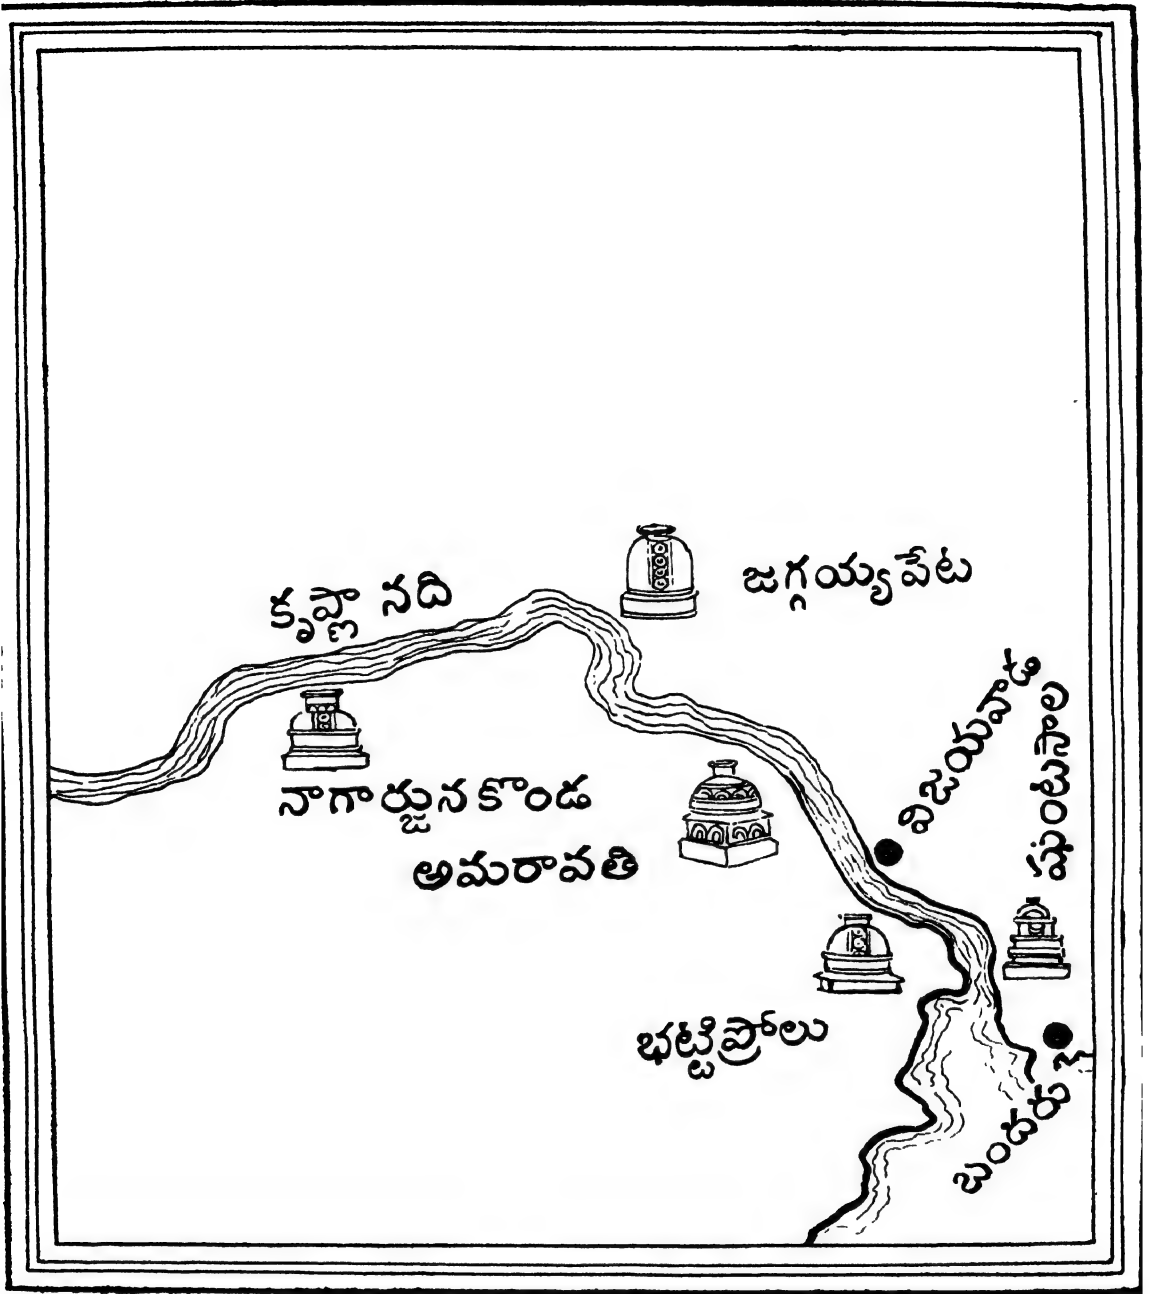 జగ్గయ్యపేట
కృష్ణా నది
విజయవాడ
ఘంటసాల
నాగార్జునకొండ
అమరావతి
భట్టిప్రోలు
బందరు